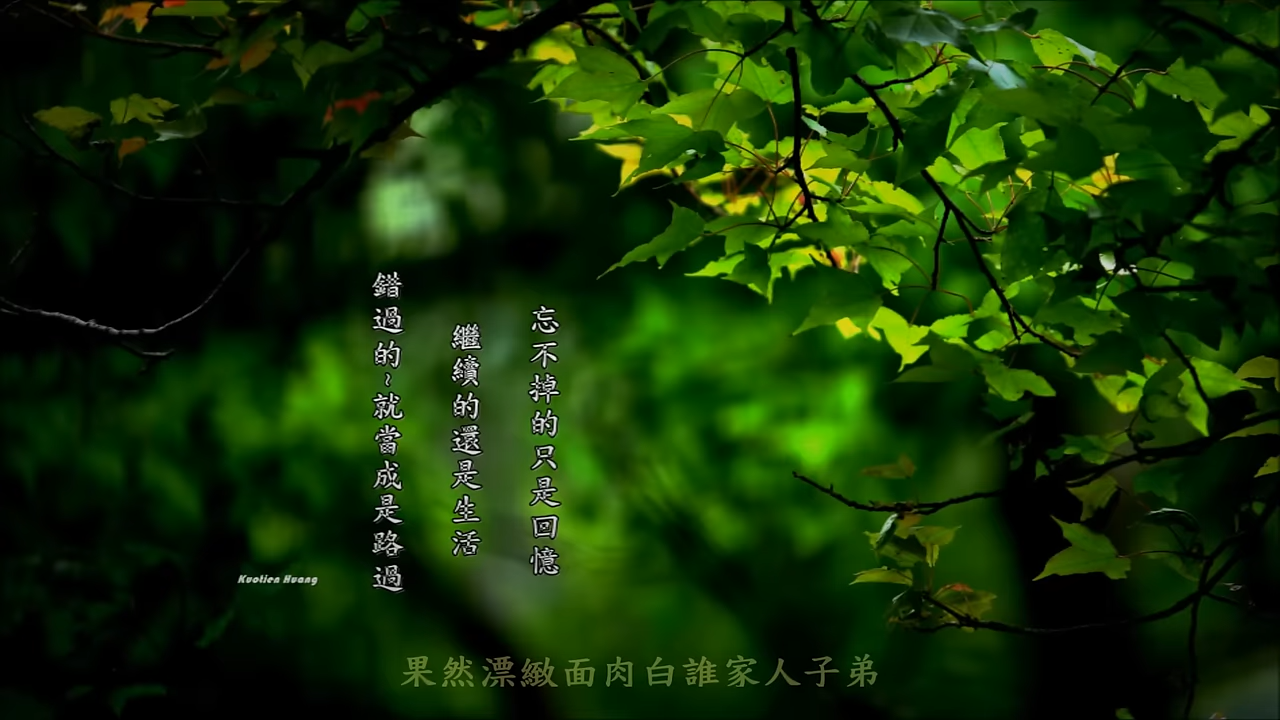 忘不掉的只是回憶
繼續的還是生活
錯過的~就當成是路過
Kuotien Huang
果然漂緻面肉白誰家人子弟